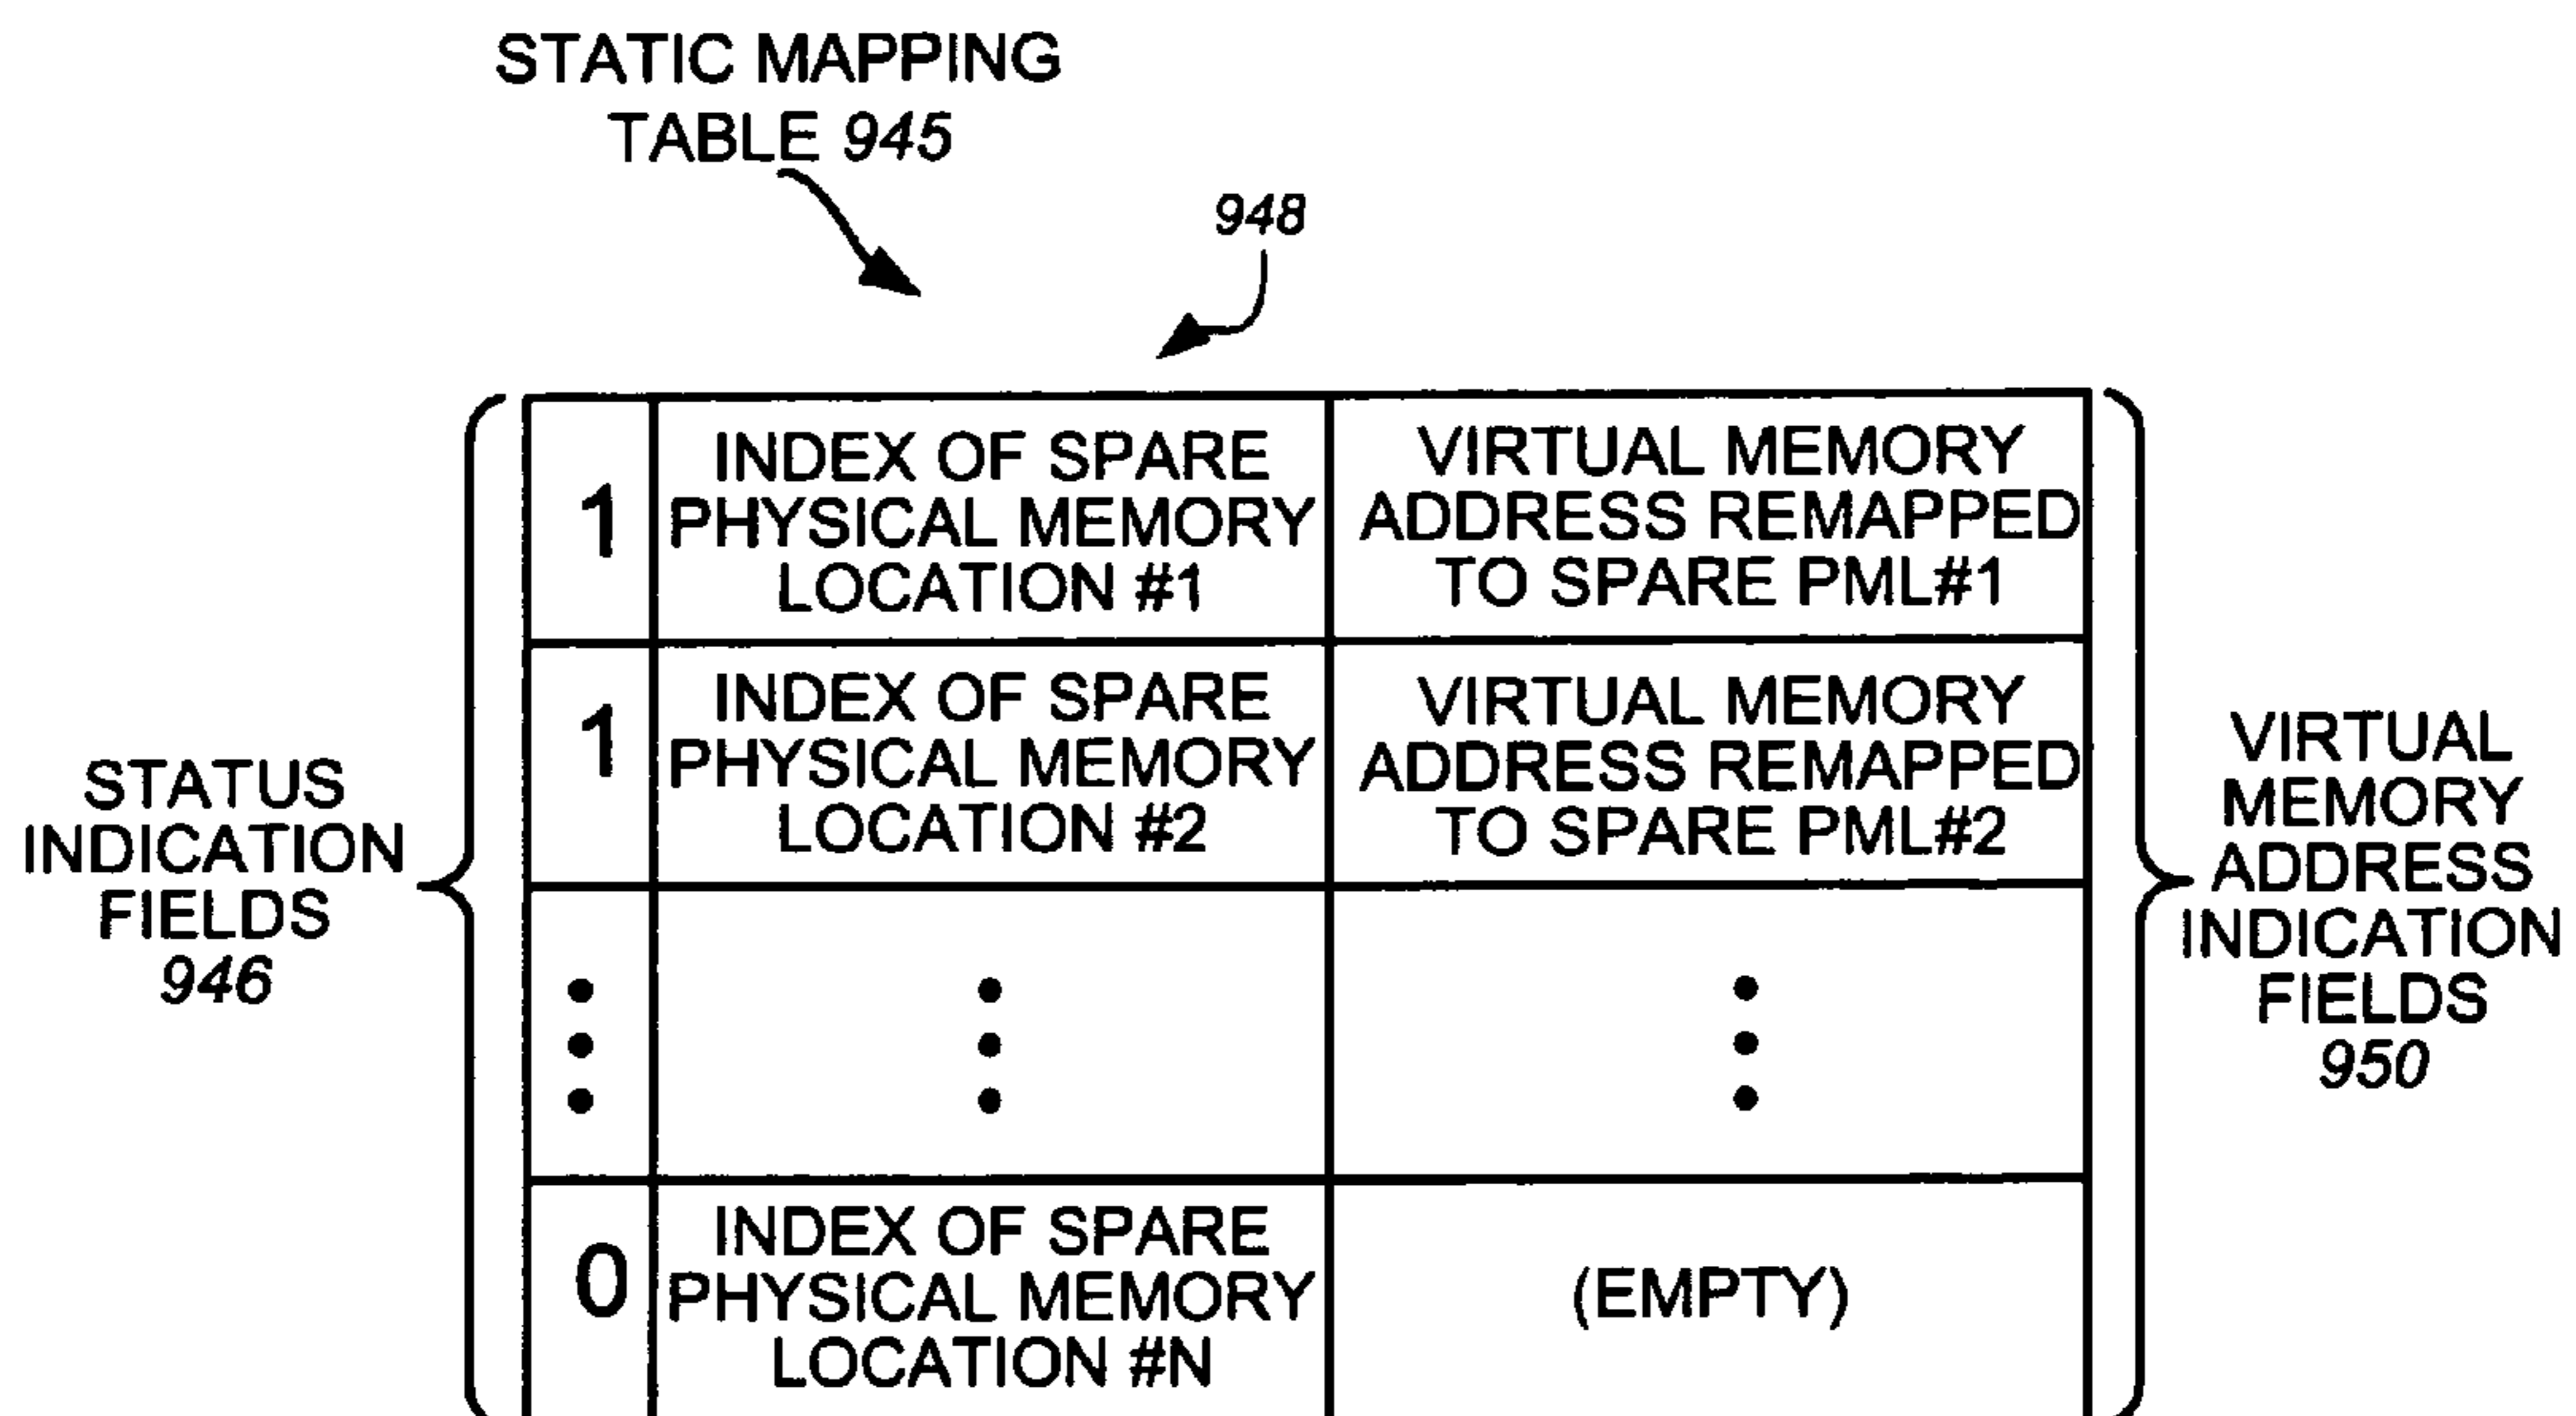 STATIC MAPPING
TABLE 945
948
STATUS
INDICATION
FIELDS
946
1
INDEX OF SPARE
PHYSICAL MEMORY
LOCATION #1
VIRTUAL MEMORY
ADDRESS REMAPPED
TO SPARE PML#1
1
INDEX OF SPARE
PHYSICAL MEMORY
LOCATION #2
VIRTUAL MEMORY
ADDRESS REMAPPED
TO SPARE PML#2
0
INDEX OF SPARE
PHYSICAL MEMORY
LOCATION #N
(EMPTY)
VIRTUAL
MEMORY
ADDRESS
INDICATION
FIELDS
950